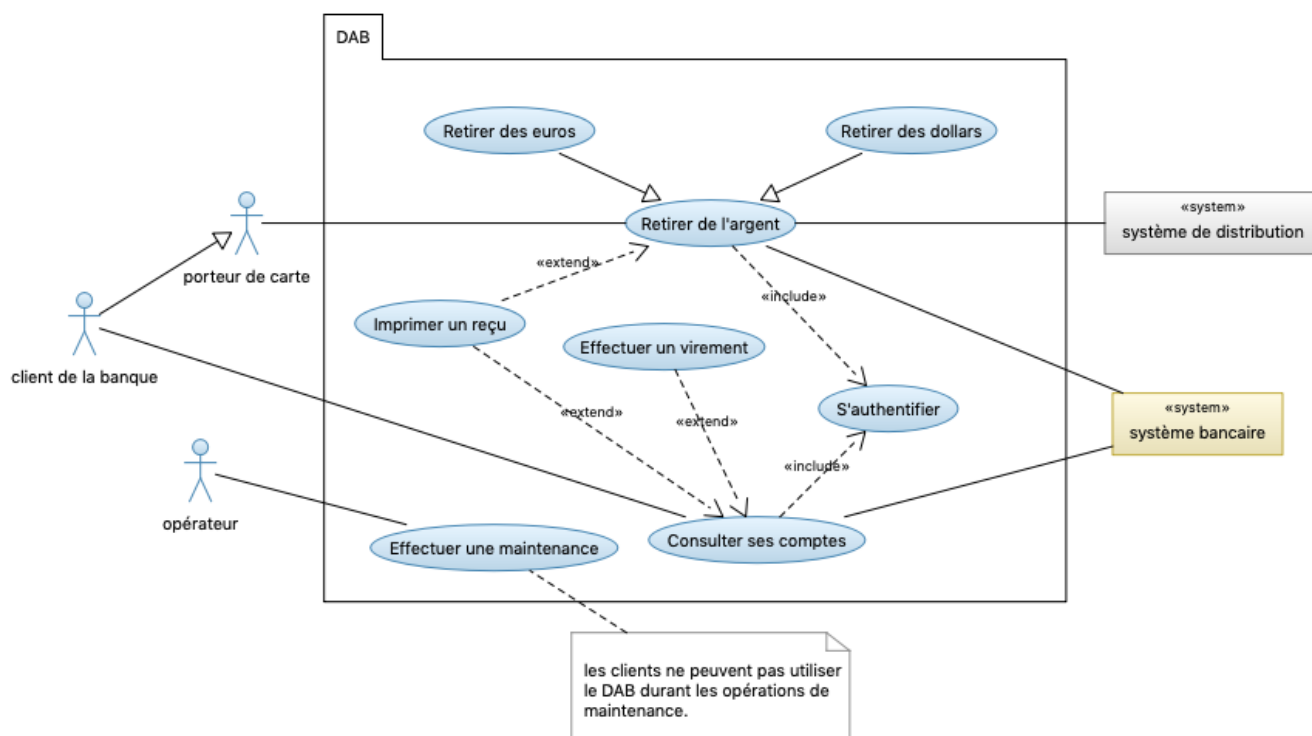 DAB
Retirer des euros
Retirer des dollars
«system»
système de distribution
Retirer de l'argent
porteur de carte
«extend»
«include»
Imprimer un reçu
Effectuer un virement
client de la banque
S'authentifier
«extend»
«extend»
«system»
système bancaire
«include»
opérateur
Effectuer une maintenance
Consulter ses comptes
les clients ne peuvent pas utiliser
le DAB durant les opérations de
maintenance.